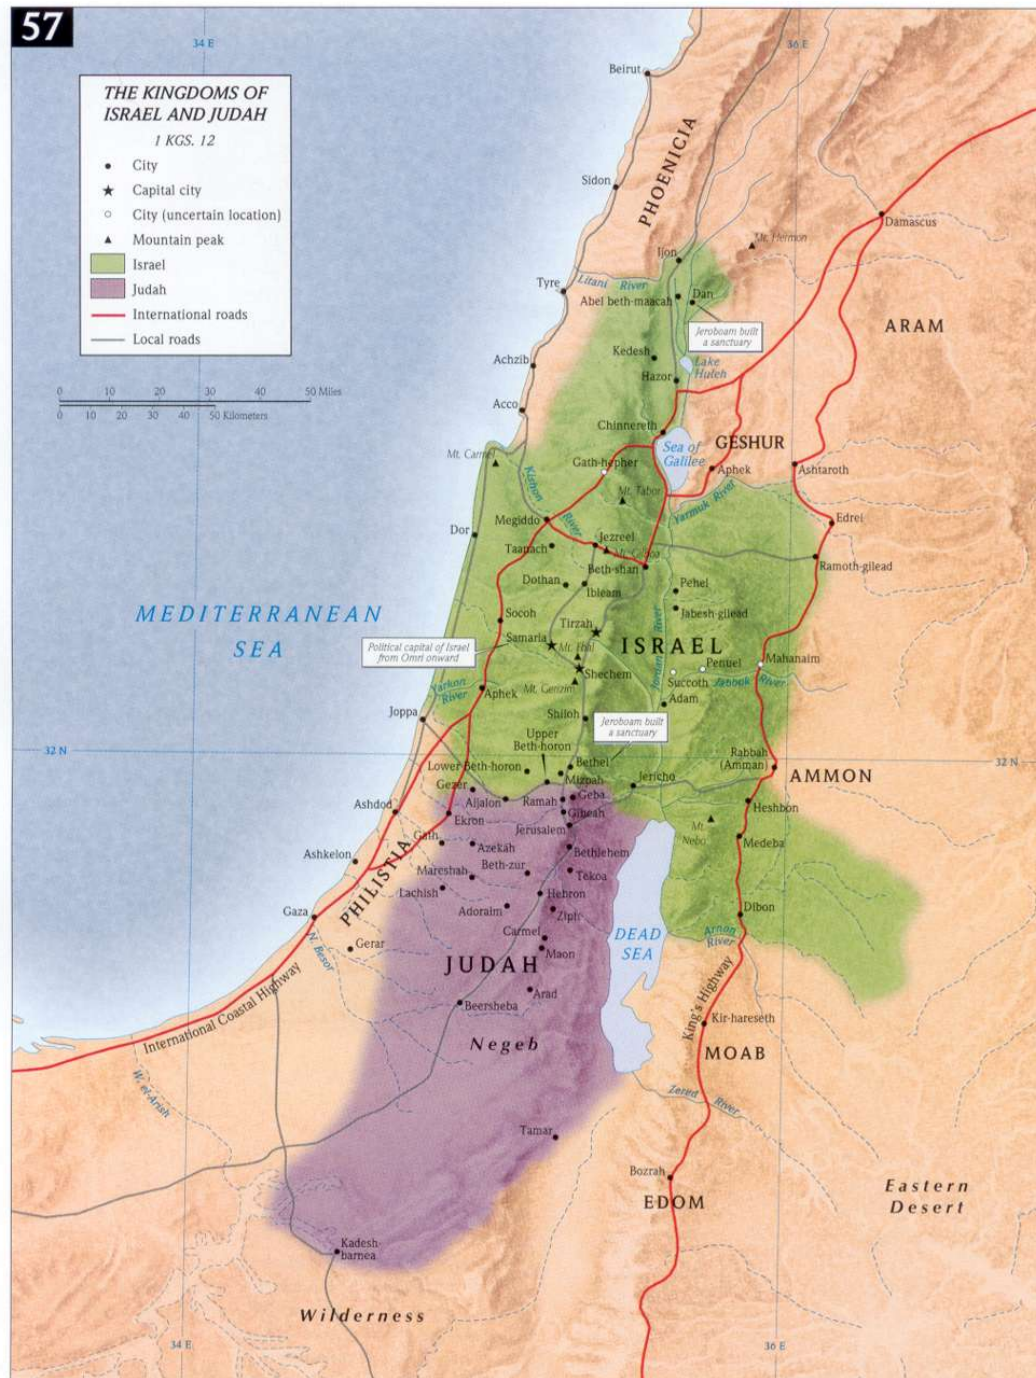 57
34 E
36 E
THE KINGDOMS OF
ISRAEL AND JUDAH
1 KGS. 12
City
Capital city
City (uncertain location)
Mountain peak
Israel
Judah
International roads
Local roads
0 10 20 30 40 50 Miles
0 10 20 30 40 50 Kilometers
Beirut
PHOENICIA
Sidon
Damascus
Mt. Hermon
Ijon
Tyre
Litani River
Abel beth-maacah
Dan
Jeroboam built
a sanctuary
ARAM
Kedesh
Lake
Huleh
Achzib
Hazor
Acco
Chinnereth
Sea of
Galilee
GESHUR
Mt. Carmel
Kishon
River
Gath-hepher
Aphek
Ashtaroth
Mt. Tabor
Yarmuk River
Megiddo
Edrei
Dor
Jezreel
Taanach
Mt. Gilboa
Ramoth-gilead
Beth-shan
Dothan
Ibleam
Pehel
Jabesh-gilead
MEDITERRANEAN
SEA
Socoh
Tirzah
Samaria
ISRAEL
Political capital of Israel
from Omri onward
Mt. Ebal
Jordan River
Shechem
Penuel
Mahanaim
Succoth
Jabbok River
Mt. Gerizim
Yarkon
River
Aphek
Adam
Joppa
Shiloh
Jeroboam built
a sanctuary
Upper
Beth-horon
32 N
32 N
Rabbah
(Amman)
AMMON
Lower Beth-horon
Bethel
Mizpah
Jericho
Gezer
Aijalon
Ramah
Geba
Heshbon
Ashdod
Ekron
Gibeah
Mt.
Nebo
Jerusalem
Gath
Azekah
Medeba
Bethlehem
Ashkelon
PHILISTIA
Beth-zur
Mareshah
Tekoa
Lachish
Hebron
Adoraim
Ziph
Gaza
Dibon
N. Besor
Gerar
Carmel
Maon
DEAD
SEA
Arnon
River
JUDAH
Arad
Beersheba
King's Highway
International Coastal Highway
Kir-hareseth
Negeb
MOAB
W. el-Arish
Zered River
Tamar
Bozrah
EDOM
Eastern
Desert
Kadesh-
barnea
Wilderness
34 E
36 E